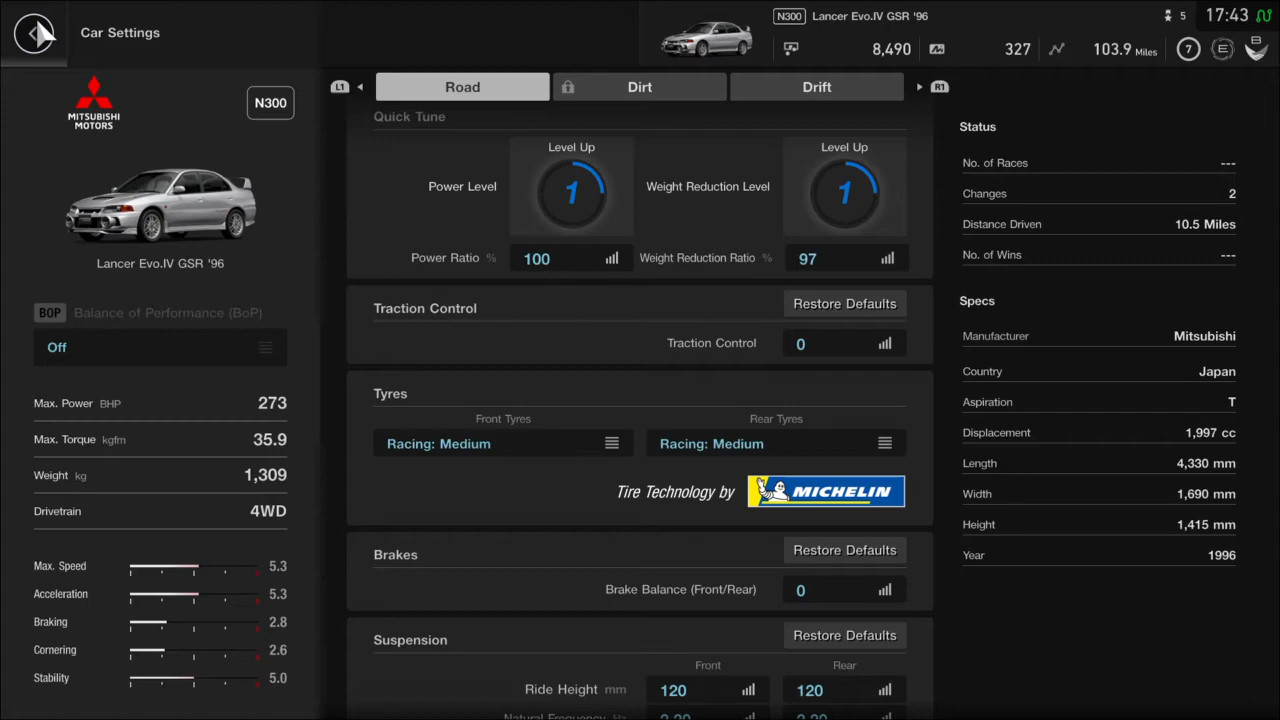 Car Settings
N300 Lancer Evo.IV GSR '96
8,490 327 103.9 Miles
5 17:43
7 E B
MITSUBISHI
MOTORS
N300
Lancer Evo.IV GSR '96
BOP Balance of Performance (BoP)
Off
Max. Power BHP 273
Max. Torque kgfm 35.9
Weight kg 1,309
Drivetrain 4WD
Max. Speed 5.3
Acceleration 5.3
Braking 2.8
Cornering 2.6
Stability 5.0
L1 Road Dirt Drift R1
Quick Tune
Level Up Level Up
Power Level 1 Weight Reduction Level 1
Power Ratio % 100 Weight Reduction Ratio % 97
Traction Control Restore Defaults
Traction Control 0
Tyres
Front Tyres Rear Tyres
Racing: Medium Racing: Medium
Tire Technology by MICHELIN
Brakes Restore Defaults
Brake Balance (Front/Rear) 0
Suspension Restore Defaults
Front Rear
Ride Height mm 120 120
Natural Frequency Hz
Status
No. of Races ---
Changes 2
Distance Driven 10.5 Miles
No. of Wins ---
Specs
Manufacturer Mitsubishi
Country Japan
Aspiration T
Displacement 1,997 cc
Length 4,330 mm
Width 1,690 mm
Height 1,415 mm
Year 1996